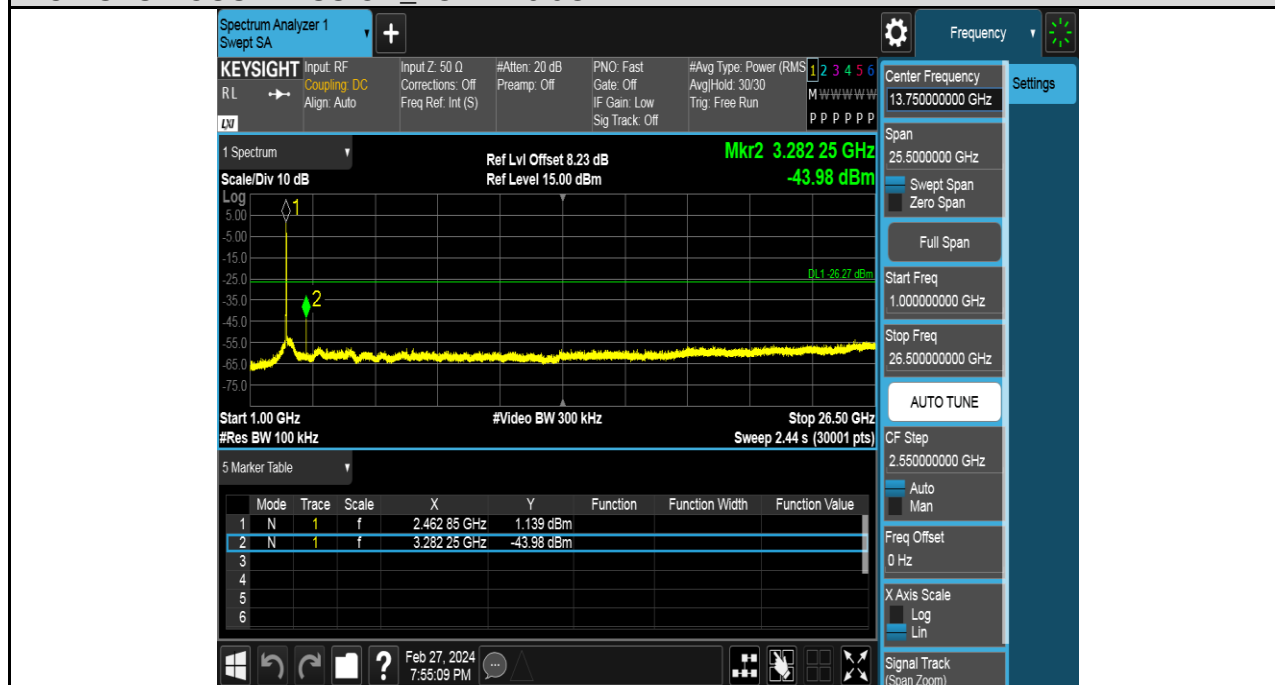 Spectrum Analyzer 1
Swept SA
+
Frequency
KEYSIGHT
RL
LXI
Input: RF
Coupling: DC
Align: Auto
Input Z: 50 Ω
Corrections: Off
Freq Ref: Int (S)
#Atten: 20 dB
Preamp: Off
PNO: Fast
Gate: Off
IF Gain: Low
Sig Track: Off
#Avg Type: Power (RMS
Avg|Hold: 30/30
Trig: Free Run
1 2 3 4 5 6
M W W W W W
P P P P P P
1 Spectrum
Scale/Div 10 dB
Ref Lvl Offset 8.23 dB
Ref Level 15.00 dBm
Mkr2 3.282 25 GHz
-43.98 dBm
Log
5.00
-5.00
-15.0
-25.0
-35.0
-45.0
-55.0
-65.0
-75.0
1
2
DL1 -26.27 dBm
Start 1.00 GHz
#Video BW 300 kHz
Stop 26.50 GHz
#Res BW 100 kHz
Sweep 2.44 s (30001 pts)
5 Marker Table
Mode Trace Scale X Y Function Function Width Function Value
1 N 1 f 2.462 85 GHz 1.139 dBm
2 N 1 f 3.282 25 GHz -43.98 dBm
3
4
5
6
?
Feb 27, 2024
7:55:09 PM
Center Frequency
13.750000000 GHz
Settings
Span
25.5000000 GHz
Swept Span
Zero Span
Full Span
Start Freq
1.000000000 GHz
Stop Freq
26.500000000 GHz
AUTO TUNE
CF Step
2.550000000 GHz
Auto
Man
Freq Offset
0 Hz
X Axis Scale
Log
Lin
Signal Track
(Span Zoom)